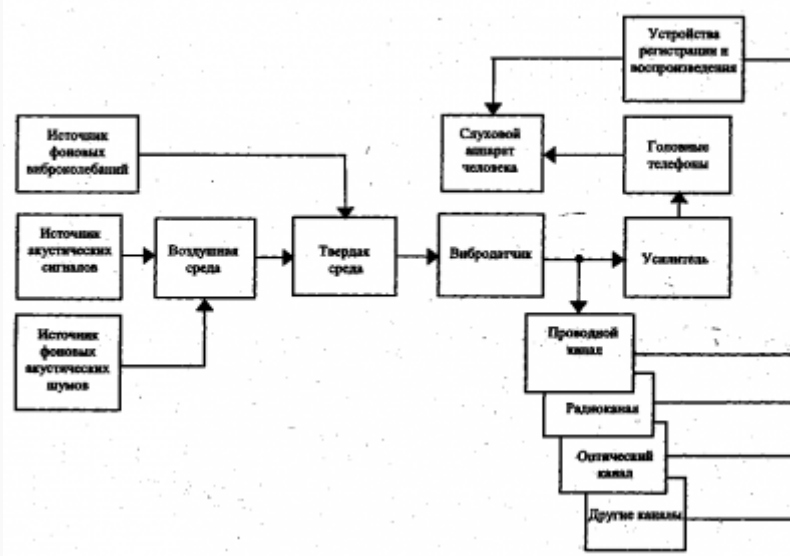 Устройства
регистрации и
воспроизведения
Источник
фоновых
виброколебаний
Слуховой
аппарат
человека
Головные
телефоны
Источник
акустических
сигналов
Воздушная
среда
Твердая
среда
Вибродатчик
Усилитель
Источник
фоновых
акустических
шумов
Проводной
канал
Радиоканал
Оптический
канал
Другие каналы